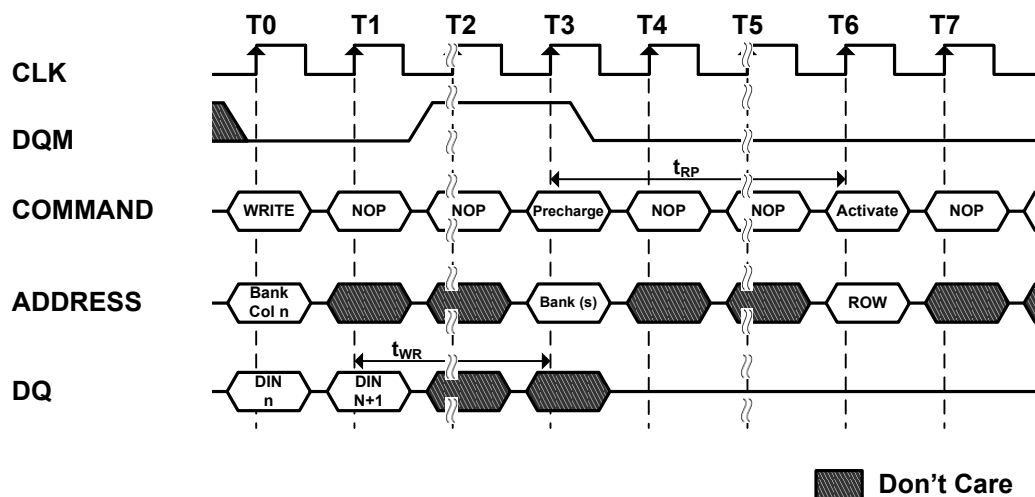 T0 T1 T2 T3 T4 T5 T6 T7
CLK
DQM
tRP
COMMAND WRITE NOP NOP Precharge NOP NOP Activate NOP
ADDRESS Bank Col n Bank (s) ROW
tWR
DQ DIN n DIN N+1
Don't Care